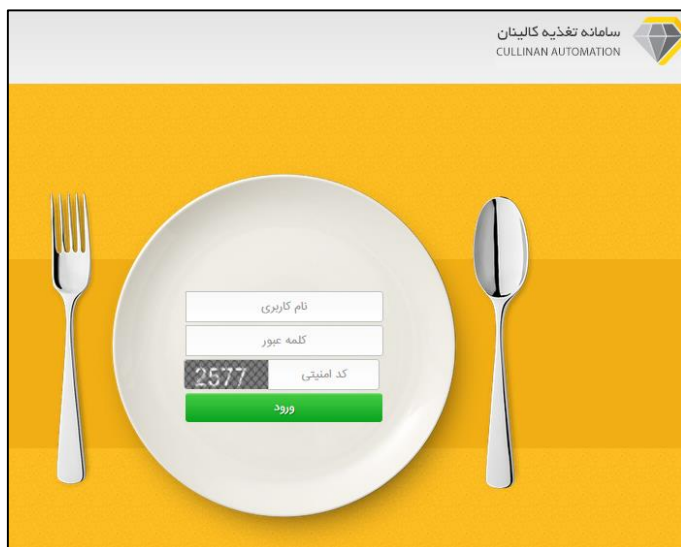 سامانه تغذیه کالینان
CULLINAN AUTOMATION
نام کاربری
کلمه عبور
کد امنیتی
2577
ورود